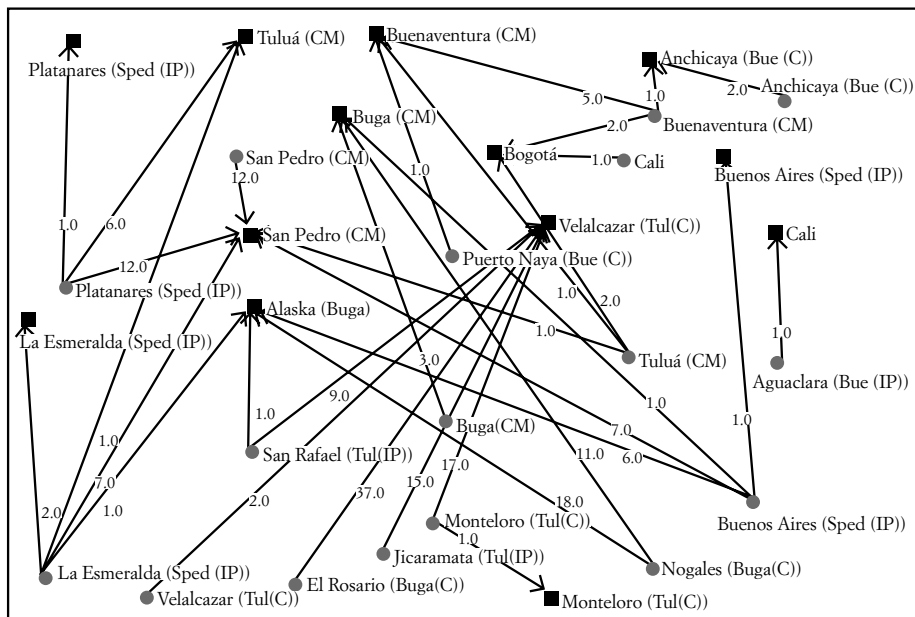 Tuluá (CM)
Buenaventura (CM)
Platanares (Sped (IP))
Anchicaya (Bue (C))
Anchicaya (Bue (C))
5.0
1.0
2.0
Buga (CM)
2.0
Buenaventura (CM)
Bogotá
1.0
Cali
San Pedro (CM)
12.0
1.0
Buenos Aires (Sped (IP))
1.0
6.0
Velalcazar (Tul(C))
San Pedro (CM)
Cali
Puerto Naya (Bue (C))
12.0
Platanares (Sped (IP))
1.0
2.0
Alaska (Buga)
La Esmeralda (Sped (IP))
1.0
1.0
Tuluá (CM)
3.0
9.0
Aguaclara (Bue (IP))
1.0
1.0
1.0
Buga(CM)
7.0
1.0
San Rafael (Tul(IP))
6.0
17.0
11.0
7.0
15.0
37.0
1.0
2.0
18.0
2.0
Monteloro (Tul(C))
Buenos Aires (Sped (IP))
1.0
Jicaramata (Tul(IP))
La Esmeralda (Sped (IP))
El Rosario (Buga(C))
Nogales (Buga(C))
Velalcazar (Tul(C))
Monteloro (Tul(C))